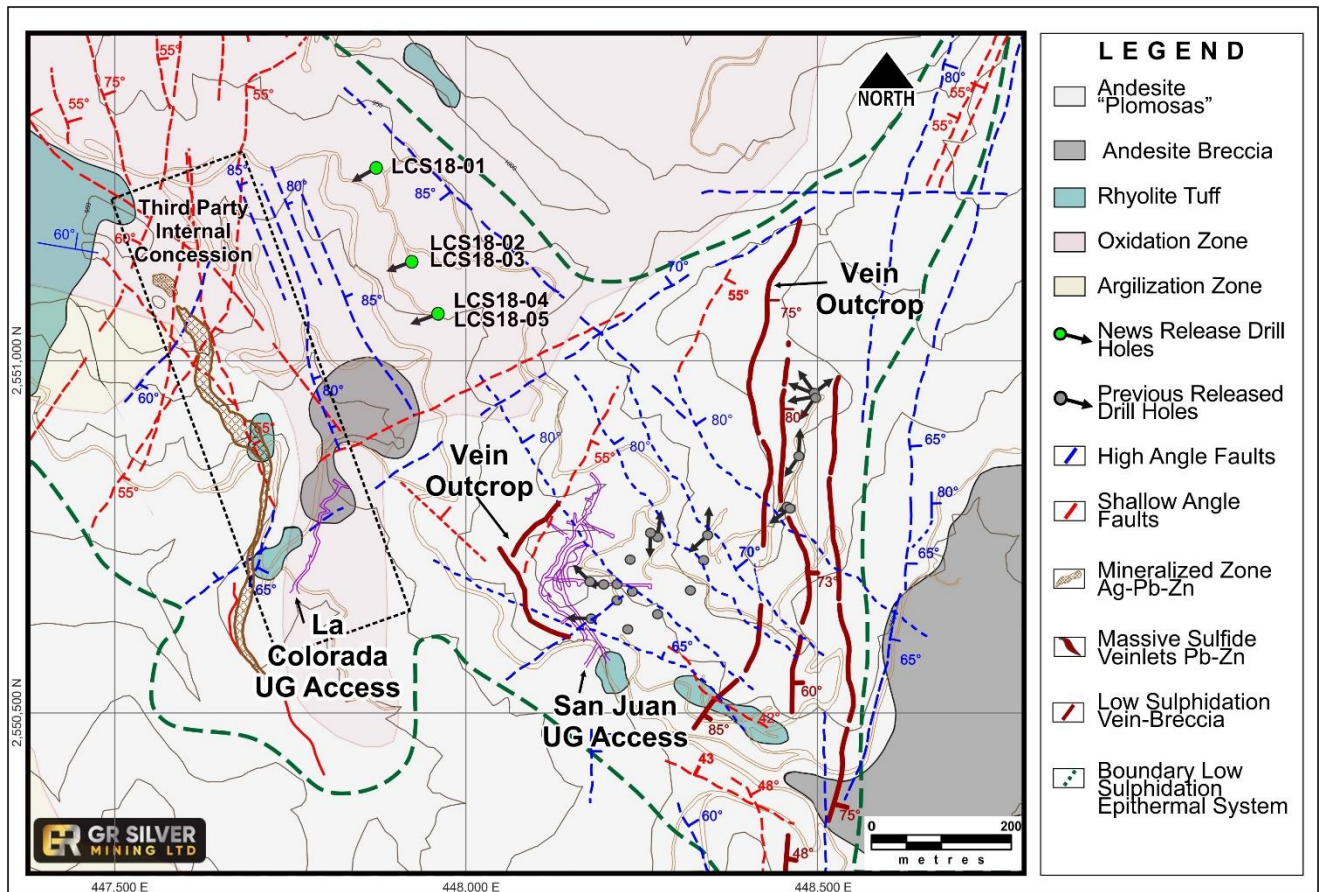 55°
75°
55°
55°
55°
60°
85°
80°
85°
NORTH
80°
55°
55°
LCS18-01
Third Party
Internal
Concession
60°
LCS18-02
LCS18-03
85°
LCS18-04
LCS18-05
70°
55°
Vein
Outcrop
75°
2,551,000 N
60°
80°
55°
55°
Vein
Outcrop
80°
55°
80°
80°
80
65°
80°
65°
65°
La
Colorada
UG Access
70°
73°
65°
65°
San Juan
UG Access
60°
85°
42°
2,550,500 N
43
48°
60°
75°
48°
0 200
metres
GR SILVER
MINING LTD
447.500 E
448.000 E
448.500 E
LEGEND
Andesite
"Plomosas"
Andesite Breccia
Rhyolite Tuff
Oxidation Zone
Argilization Zone
News Release Drill
Holes
Previous Released
Drill Holes
High Angle Faults
Shallow Angle
Faults
Mineralized Zone
Ag-Pb-Zn
Massive Sulfide
Veinlets Pb-Zn
Low Sulphidation
Vein-Breccia
Boundary Low
Sulphidation
Epithermal System